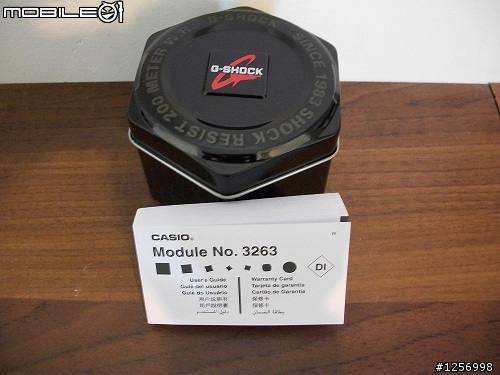 MOBILE01
G-SHOCK
SINCE 1983 SHOCK RESIST 200 METER W.R
CASIO®
Module No. 3263
DI
User's Guide
Guía del usuario
Guia do Usuário
用户说明书
用戶說明書
دليل المستخدم
Warranty Card
Tarjeta de garantía
Cartão de Garantia
保修卡
保修卡
بطاقة الضمان
#1256998